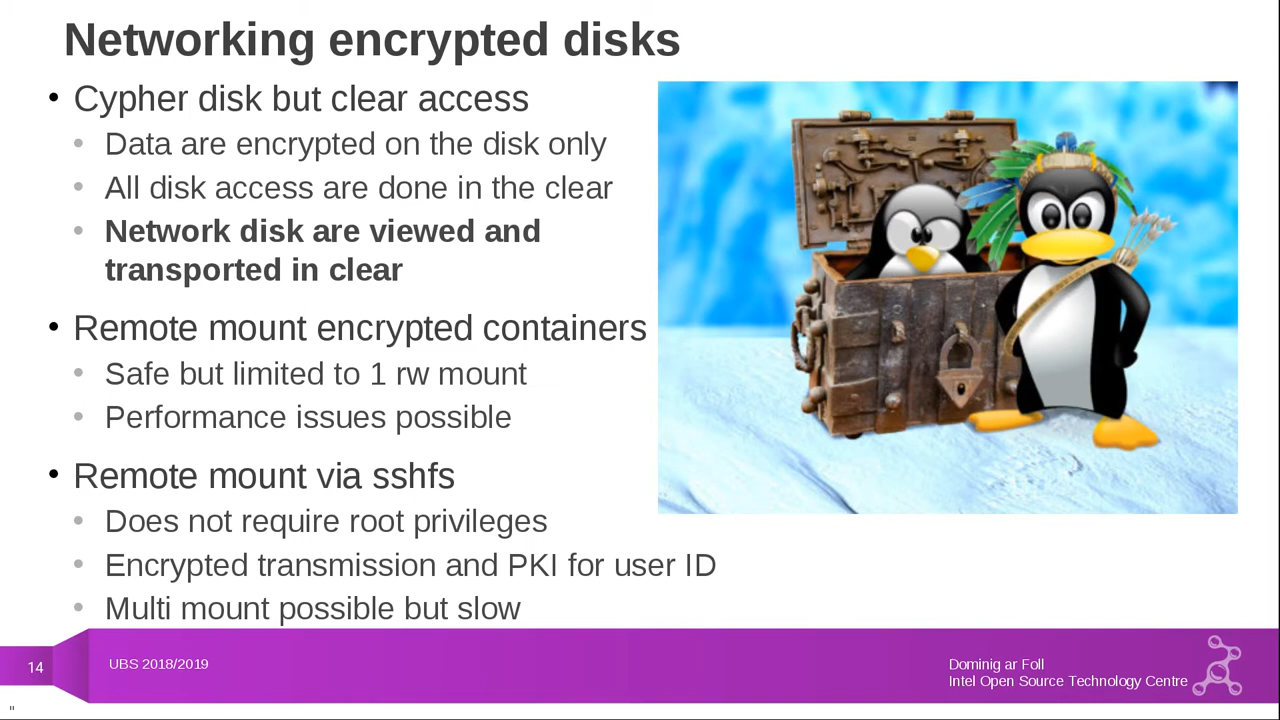 Networking encrypted disks
• Cypher disk but clear access
• Data are encrypted on the disk only
• All disk access are done in the clear
• Network disk are viewed and
transported in clear
• Remote mount encrypted containers
• Safe but limited to 1 rw mount
• Performance issues possible
• Remote mount via sshfs
• Does not require root privileges
• Encrypted transmission and PKI for user ID
• Multi mount possible but slow
14
UBS 2018/2019
Dominig ar Foll
Intel Open Source Technology Centre
"